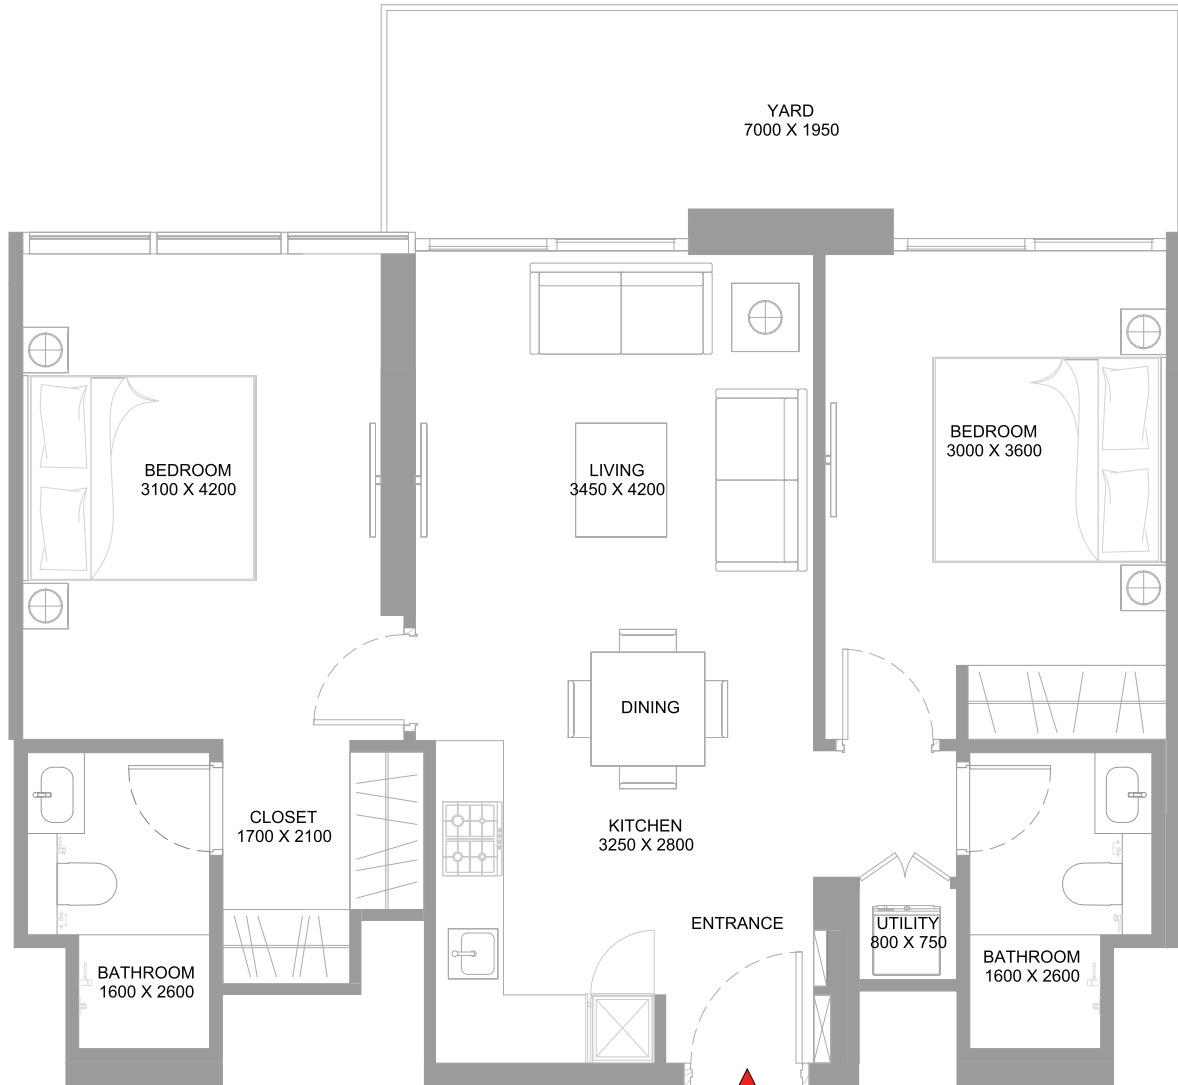 YARD
7000 X 1950
BEDROOM
3100 X 4200
LIVING
3450 X 4200
BEDROOM
3000 X 3600
DINING
CLOSET
1700 X 2100
KITCHEN
3250 X 2800
ENTRANCE
UTILITY
800 X 750
BATHROOM
1600 X 2600
BATHROOM
1600 X 2600